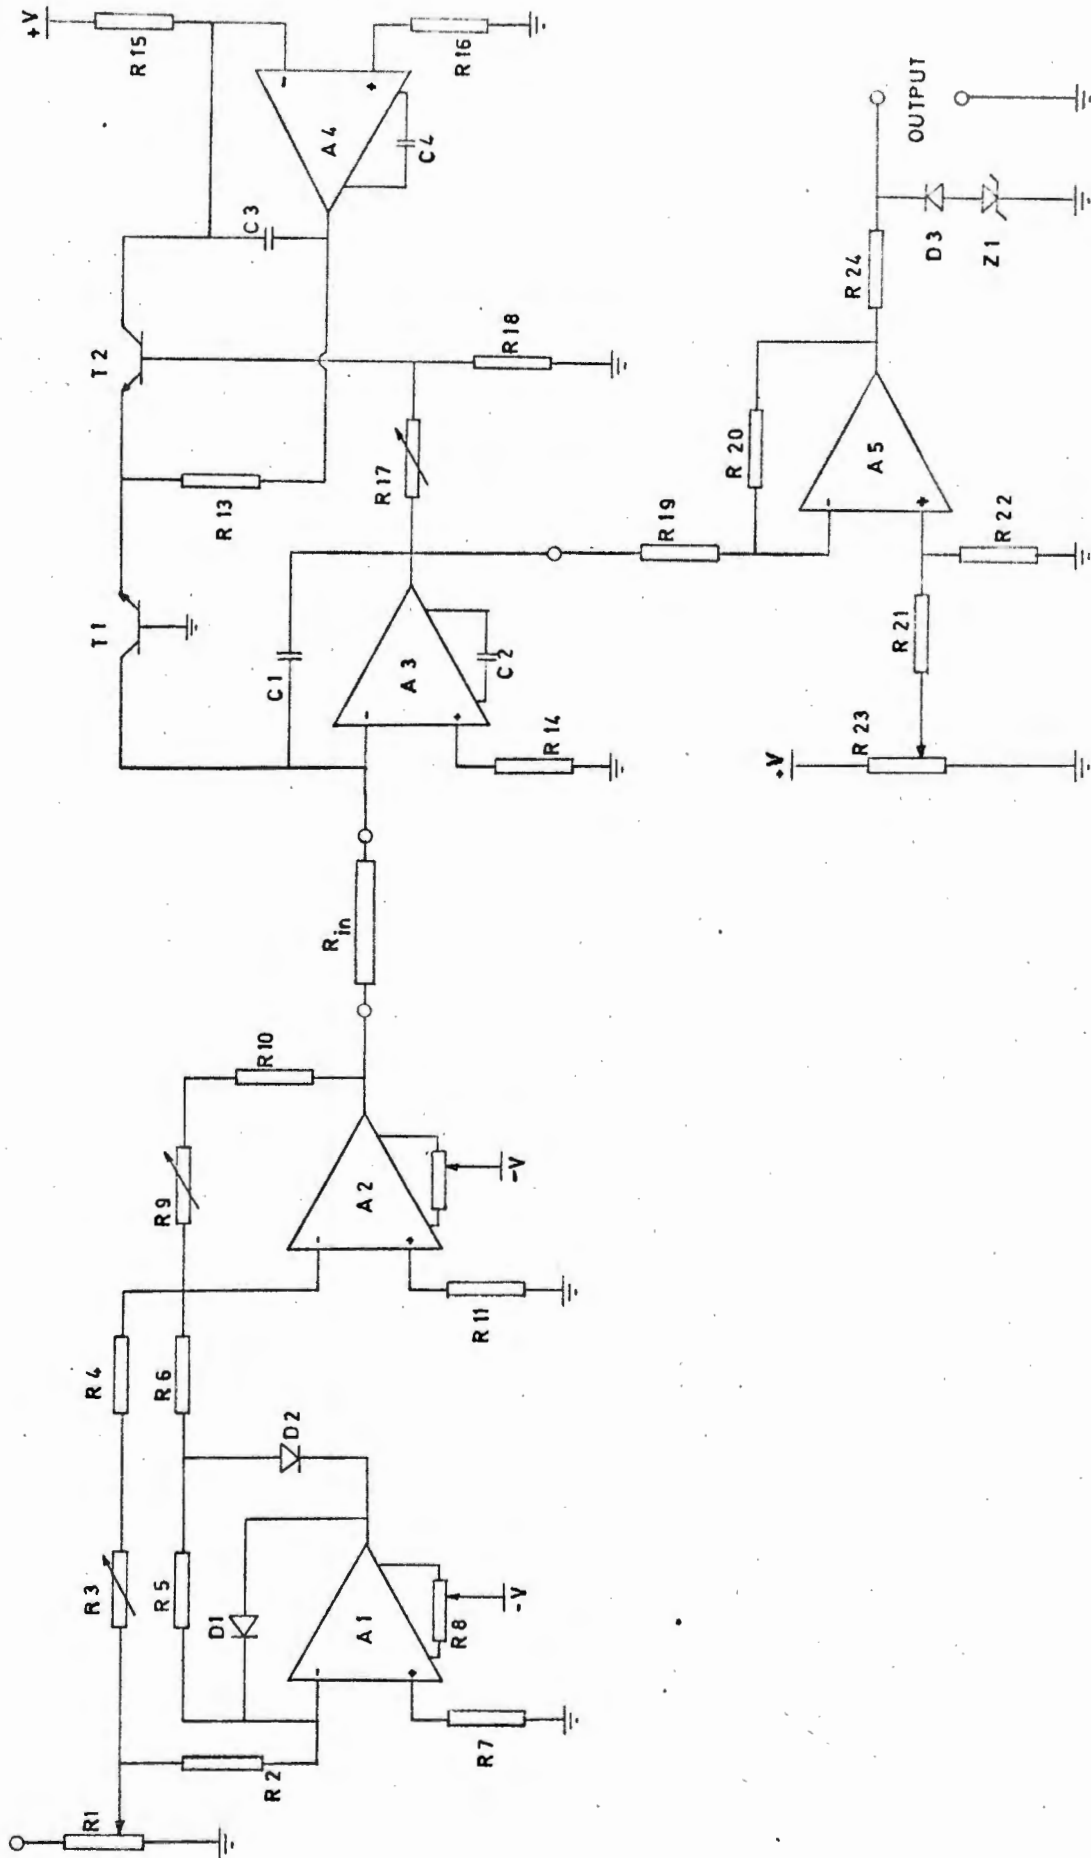 R1
R2
R3
R4
R5
R6
D1
D2
A1
-
+
R7
R8
-V
R9
R10
A2
-
+
R11
-V
Rin
T1
T2
C1
R13
A3
-
+
C2
R14
R17
R18
+V
R15
C3
A4
-
+
C4
R16
R19
R20
A5
-
+
R21
R22
R23
+V
R24
D3
Z1
OUTPUT